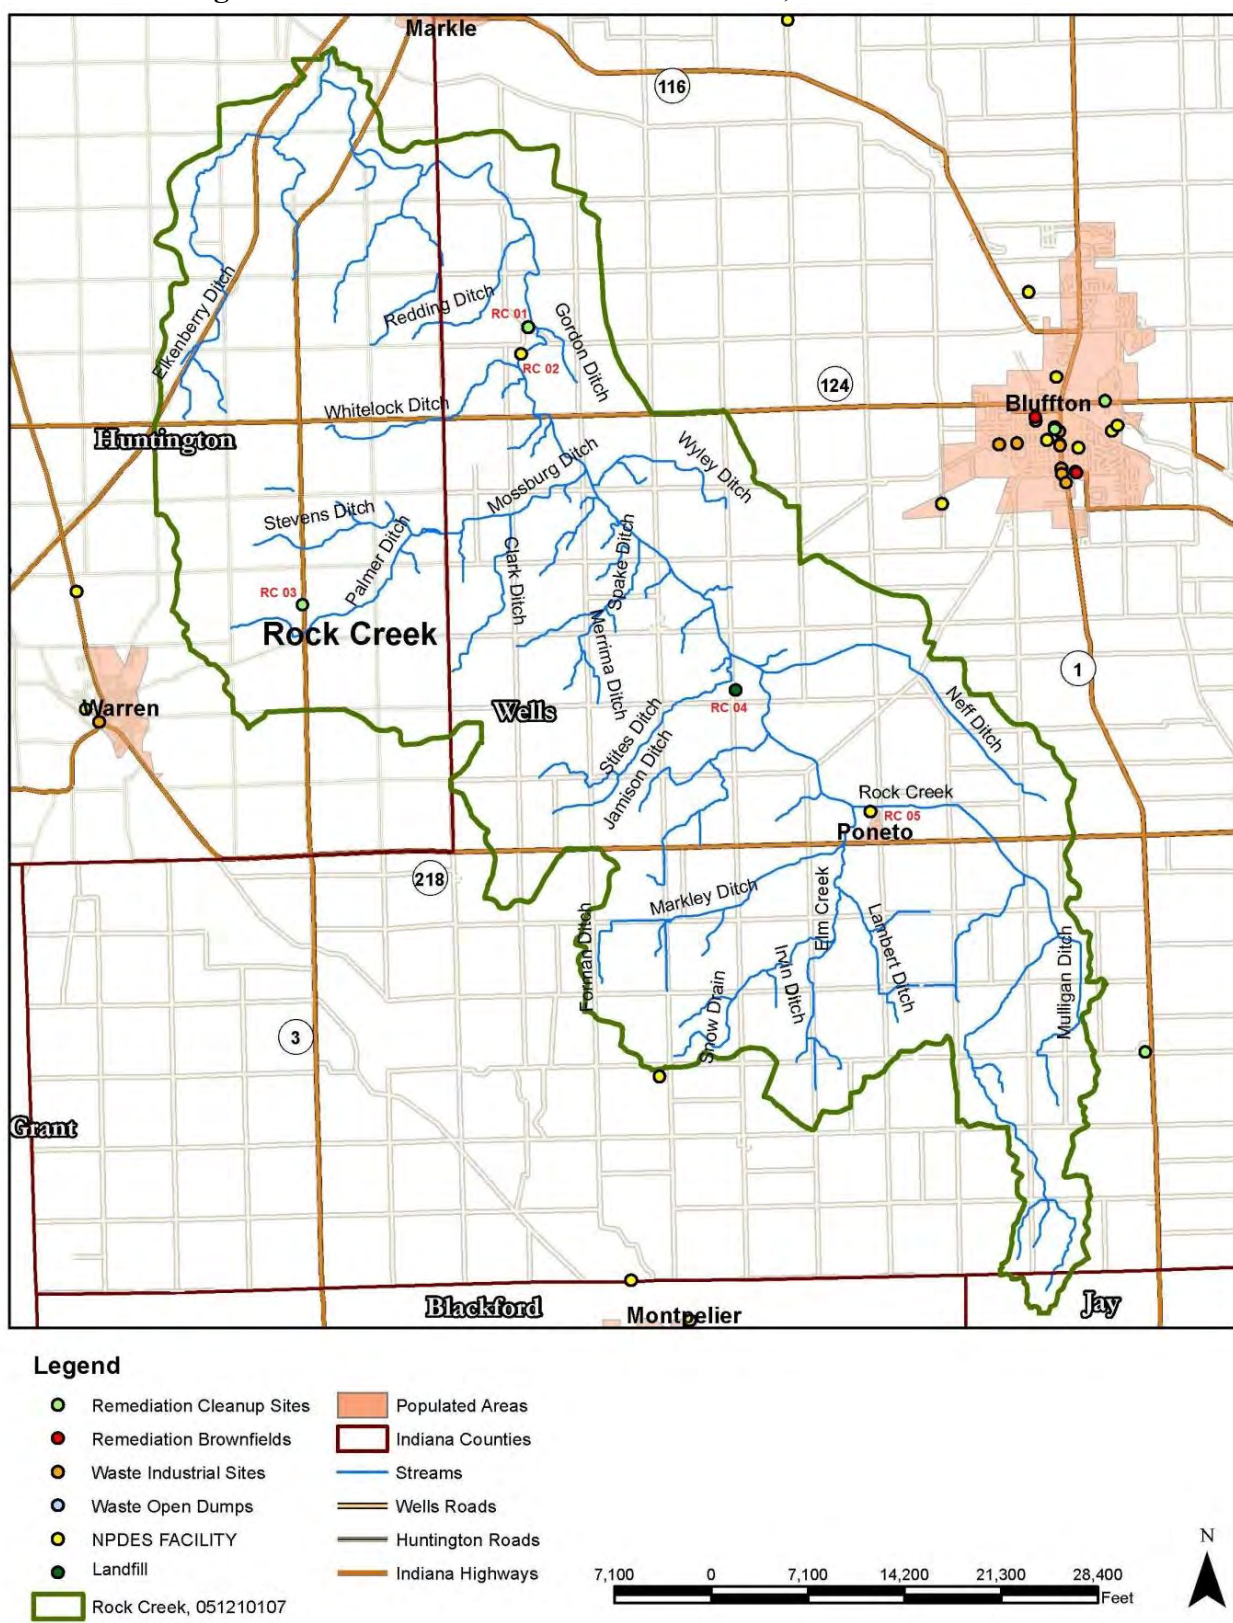 Markle
116
Elkenberry Ditch
Redding Ditch
RC 01
Gordon Ditch
RC 02
124
Whitelock Ditch
Bluffton
Huntington
Wyley Ditch
Mossburg Ditch
Stevens Ditch
Palmer Ditch
Clark Ditch
Spake Ditch
RC 03
Rock Creek
Merrima Ditch
1
Warren
Wells
RC 04
Neff Ditch
Stites Ditch
Jamison Ditch
Rock Creek
RC 05
Poneto
218
Markley Ditch
Elm Creek
Lambert Ditch
Forman Ditch
Irvin Ditch
Snow Drain
Mulligan Ditch
3
Grant
Blackford
Jay
Montpelier
Legend
Remediation Cleanup Sites
Remediation Brownfields
Waste Industrial Sites
Waste Open Dumps
NPDES FACILITY
Landfill
Rock Creek, 051210107
Populated Areas
Indiana Counties
Streams
Wells Roads
Huntington Roads
Indiana Highways
7,100 0 7,100 14,200 21,300 28,400
Feet
N